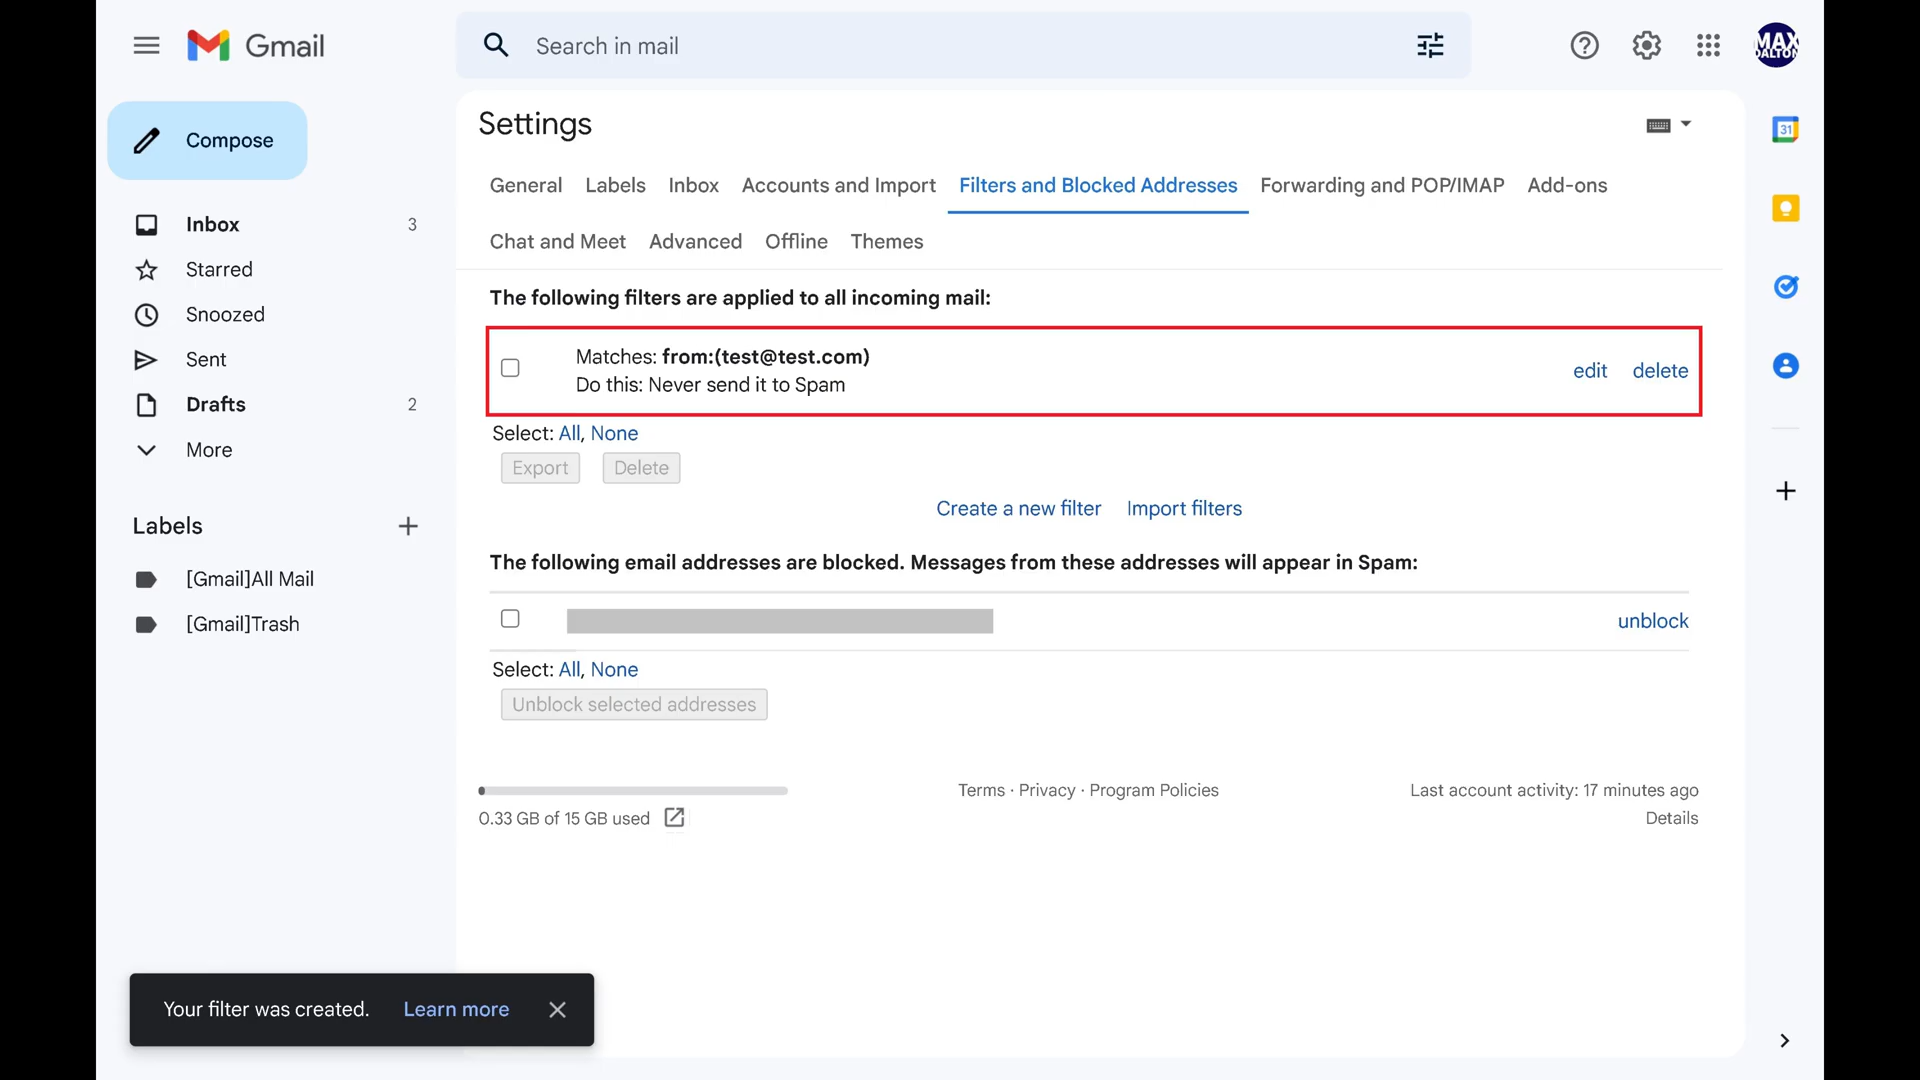 Gmail
Search in mail
MAX
DALTON
Compose
Inbox 3
Starred
Snoozed
Sent
Drafts 2
More
Labels
[Gmail]All Mail
[Gmail]Trash
Settings
General Labels Inbox Accounts and Import Filters and Blocked Addresses Forwarding and POP/IMAP Add-ons
Chat and Meet Advanced Offline Themes
The following filters are applied to all incoming mail:
Matches: from:(test@test.com)
Do this: Never send it to Spam
edit delete
Select: All, None
Export Delete
Create a new filter Import filters
The following email addresses are blocked. Messages from these addresses will appear in Spam:
unblock
Select: All, None
Unblock selected addresses
0.33 GB of 15 GB used
Terms · Privacy · Program Policies
Last account activity: 17 minutes ago
Details
31
Your filter was created. Learn more